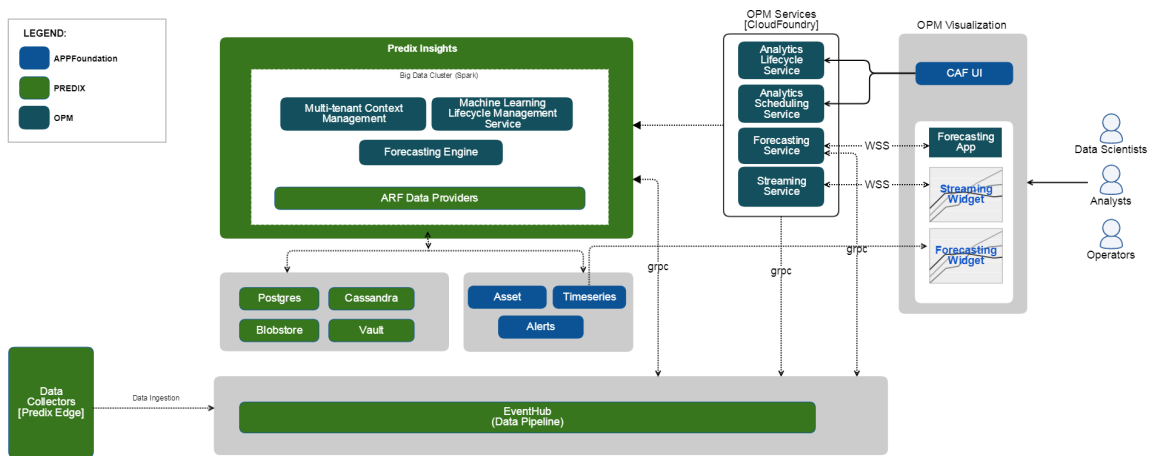 LEGEND:
APPFoundation
PREDIX
OPM
Predix Insights
Big Data Cluster (Spark)
Multi-tenant Context
Management
Machine Learning
Lifecycle Management
Service
Forecasting Engine
ARF Data Providers
OPM Services
[CloudFoundry]
Analytics
Lifecycle
Service
Analytics
Scheduling
Service
Forecasting
Service
Streaming
Service
OPM Visualization
CAF UI
WSS
Forecasting
App
WSS
Streaming
Widget
Forecasting
Widget
Data Scientists
Analysts
Operators
grpc
grpc
grpc
Postgres
Cassandra
Blobstore
Vault
Asset
Timeseries
Alerts
Data
Collectors
[Predix Edge]
Data Ingestion
EventHub
(Data Pipeline)